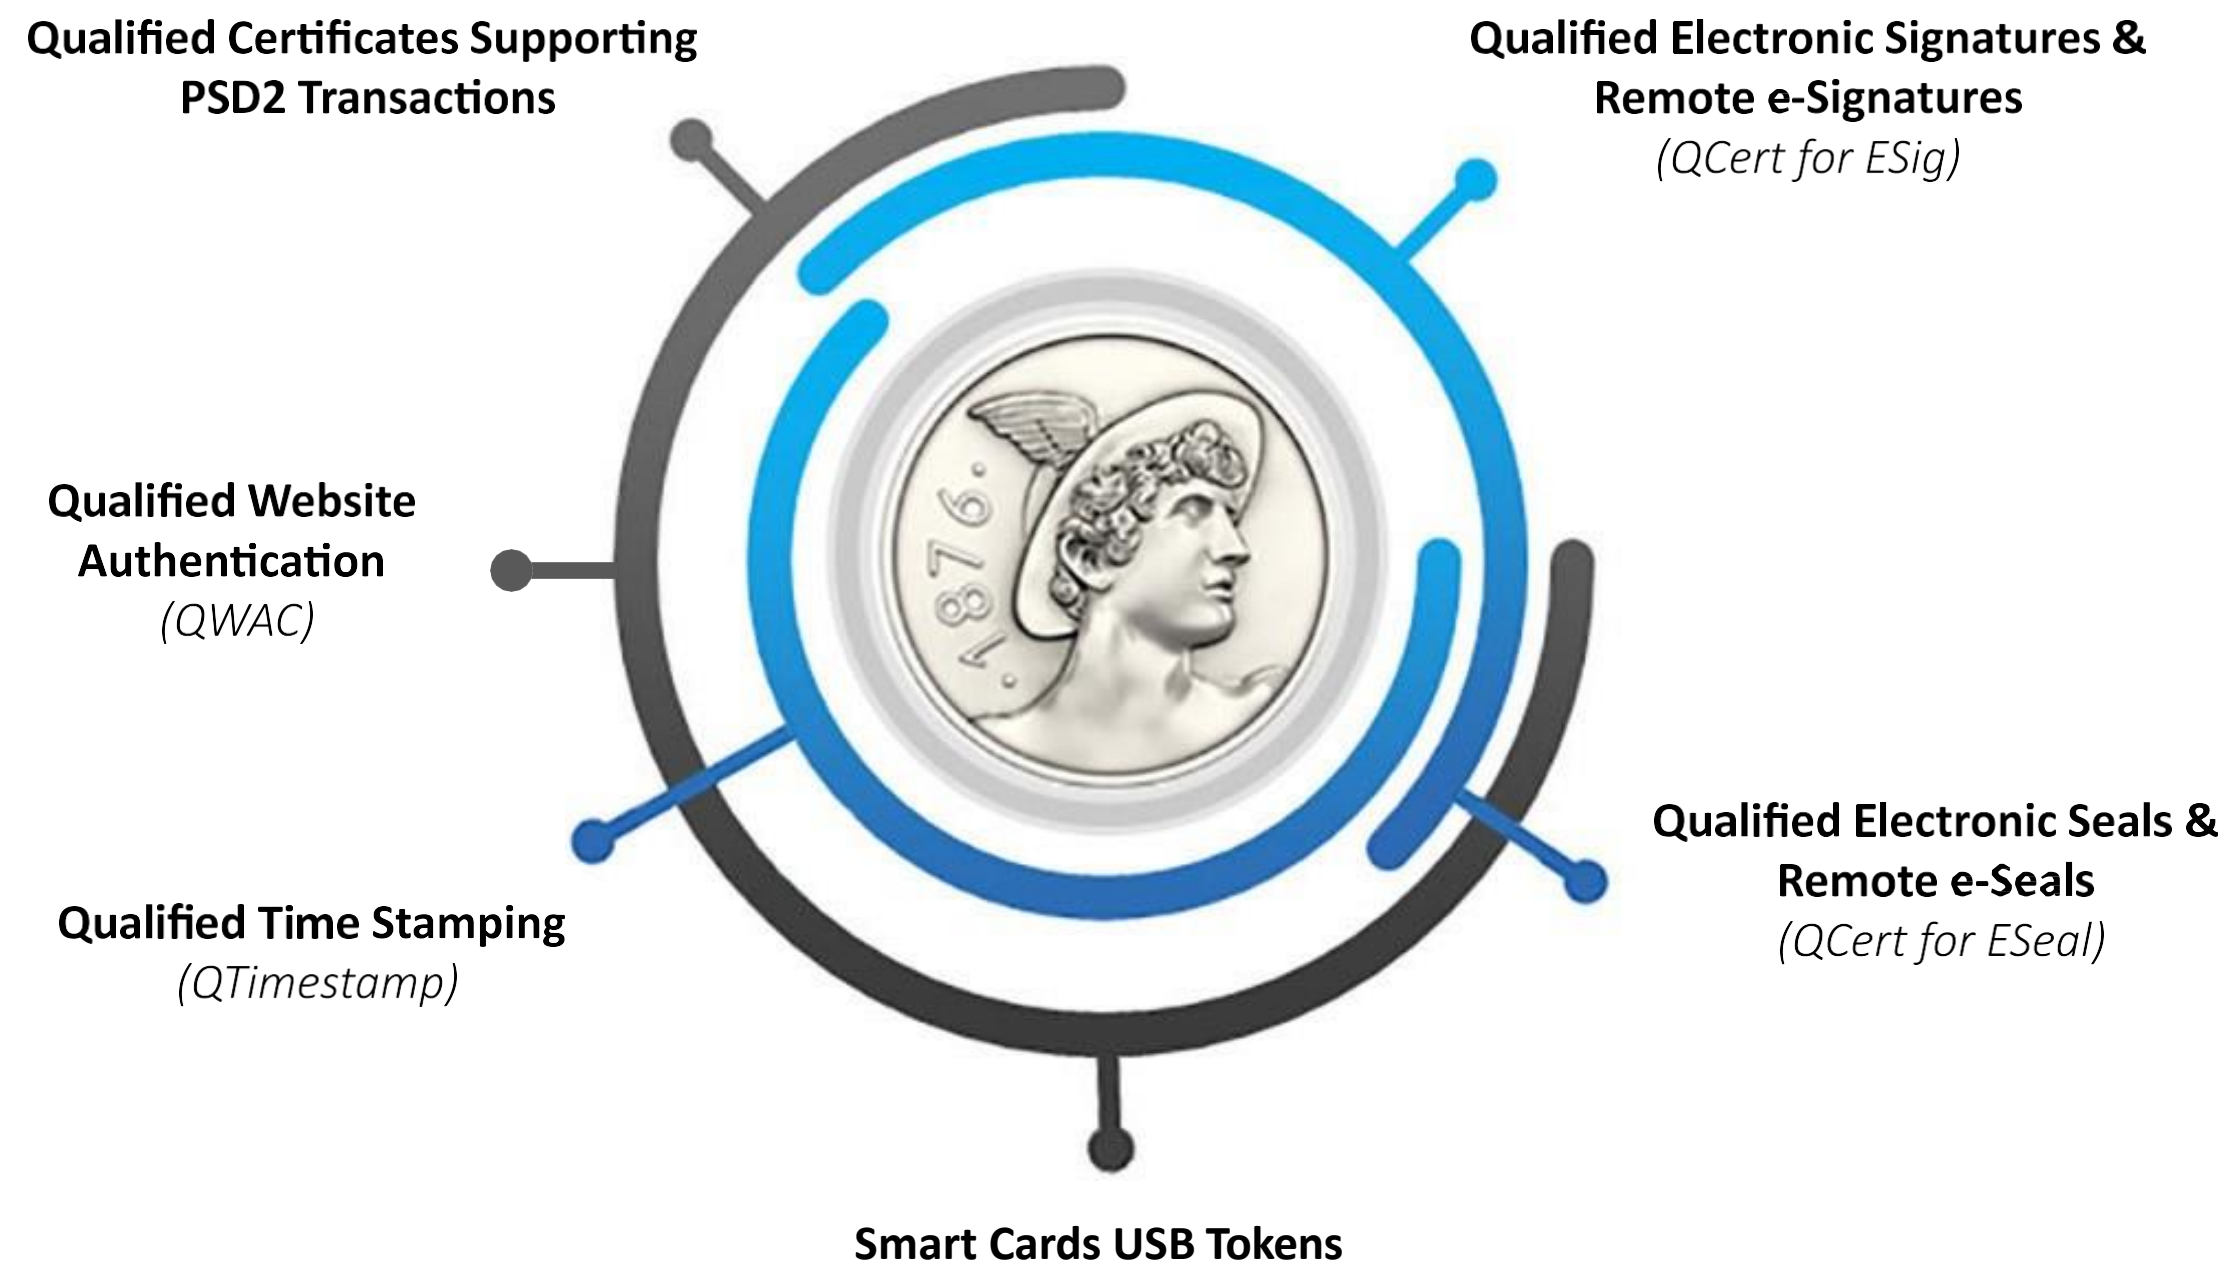 Qualified Certificates Supporting
PSD2 Transactions
Qualified Electronic Signatures &
Remote e-Signatures
(QCert for ESig)
Qualified Website
Authentication
(QWAC)
·1876·
Qualified Electronic Seals &
Remote e-Seals
(QCert for ESeal)
Qualified Time Stamping
(QTimestamp)
Smart Cards USB Tokens